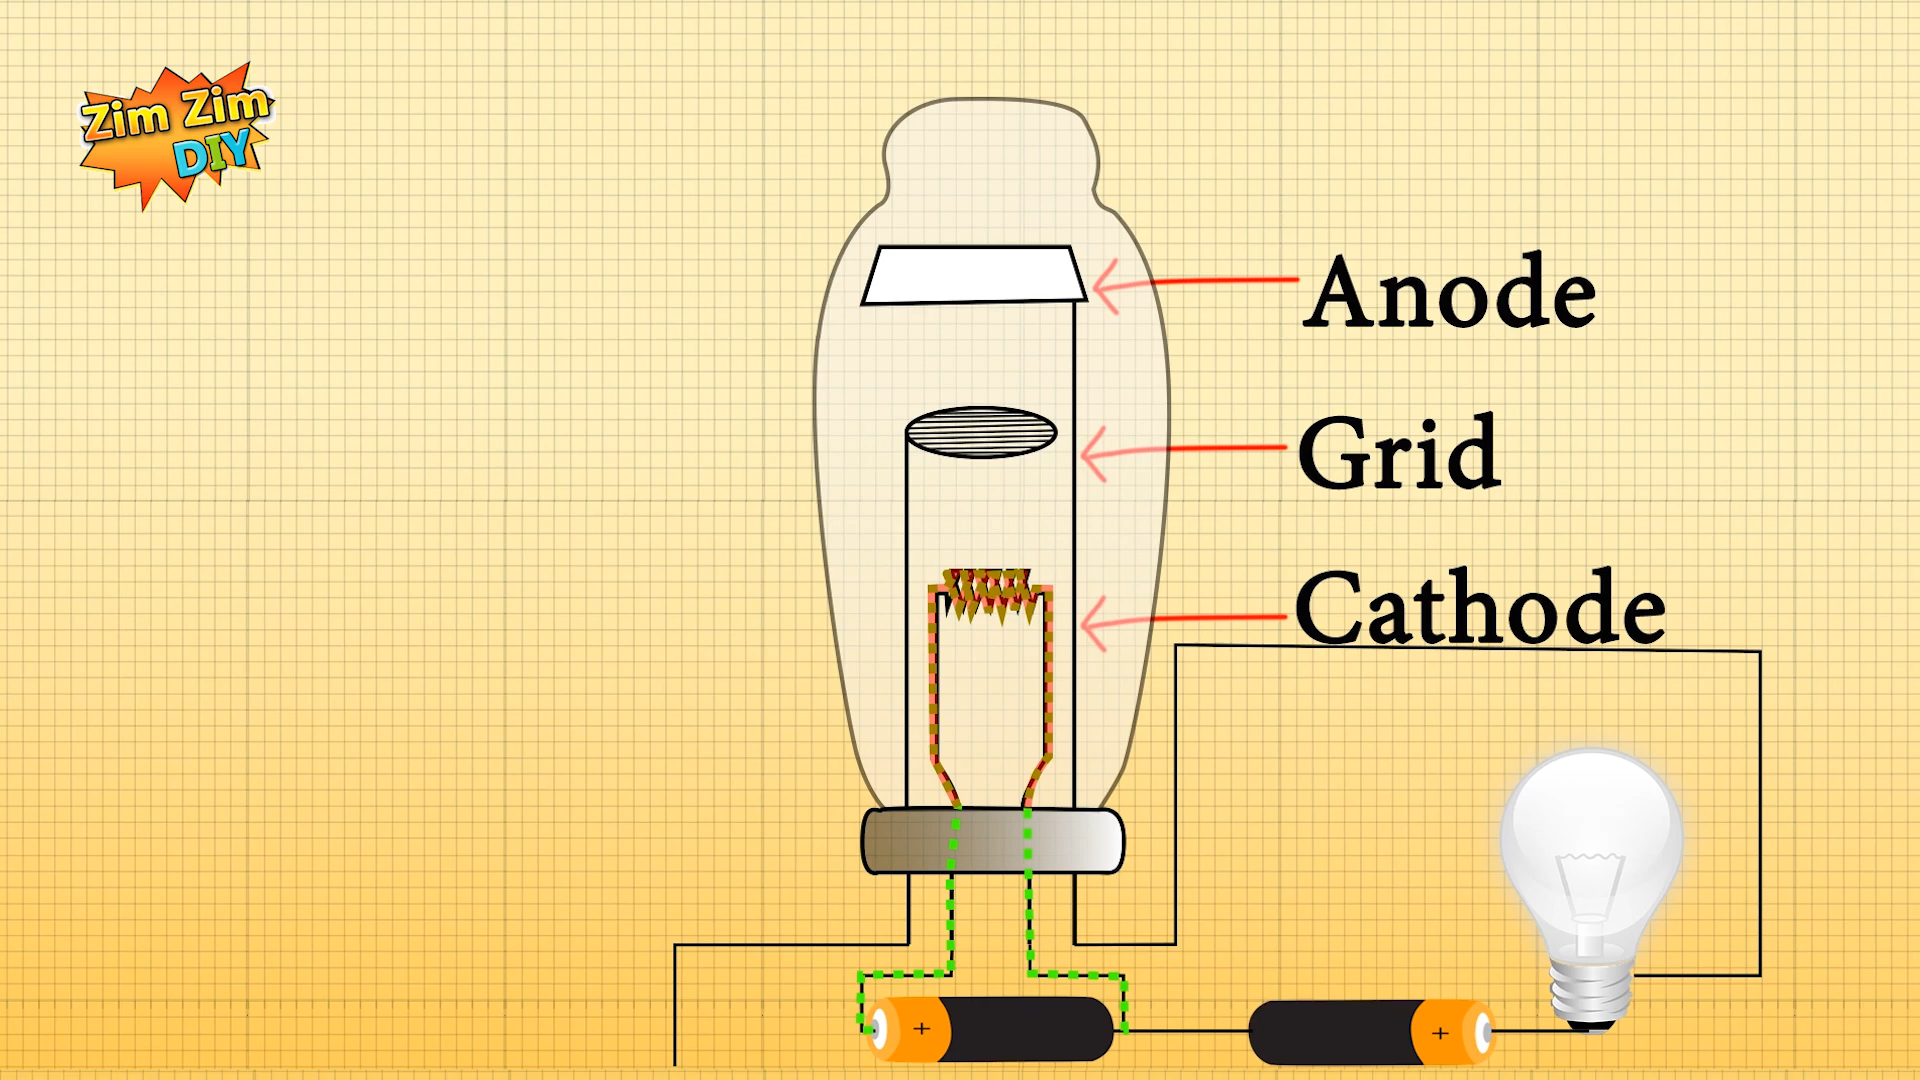 Zim Zim
DIY
Anode
Grid
Cathode
+
+